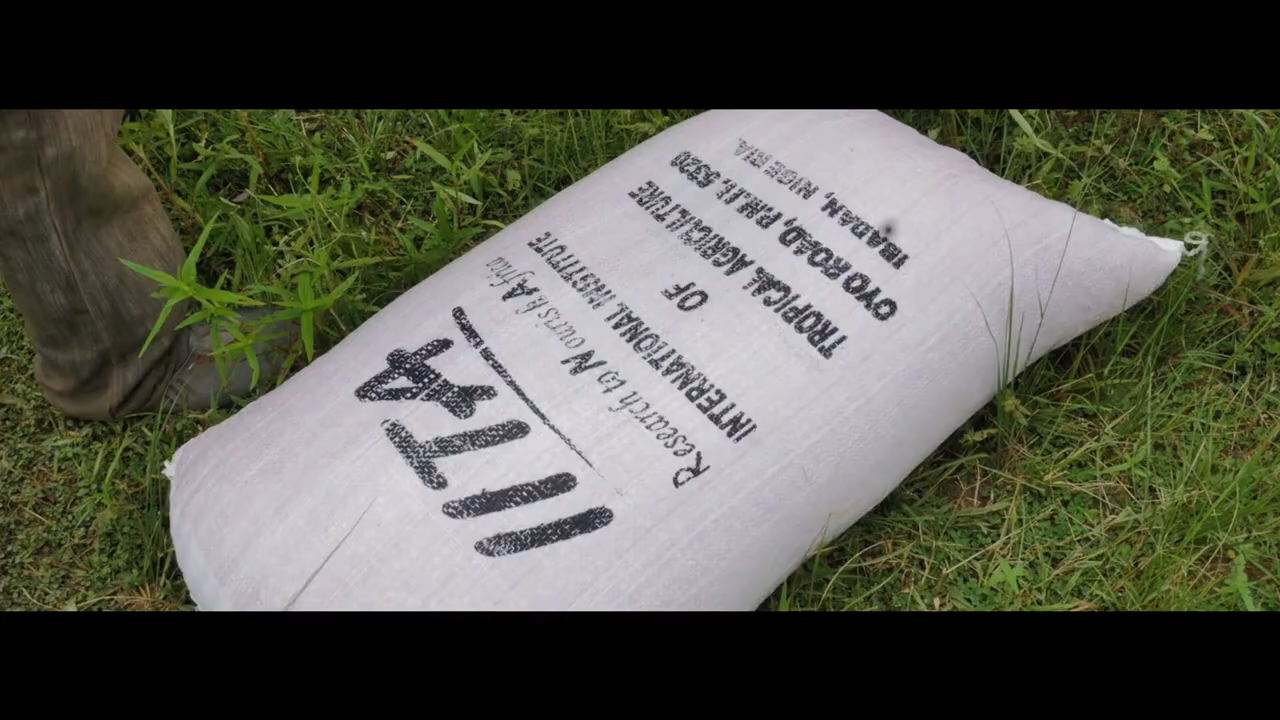 IITA
Research to Nourish Africa
INTERNATIONAL INSTITUTE
OF
TROPICAL AGRICULTURE
OYO ROAD, P.M.B. 5320
IBADAN, NIGERIA